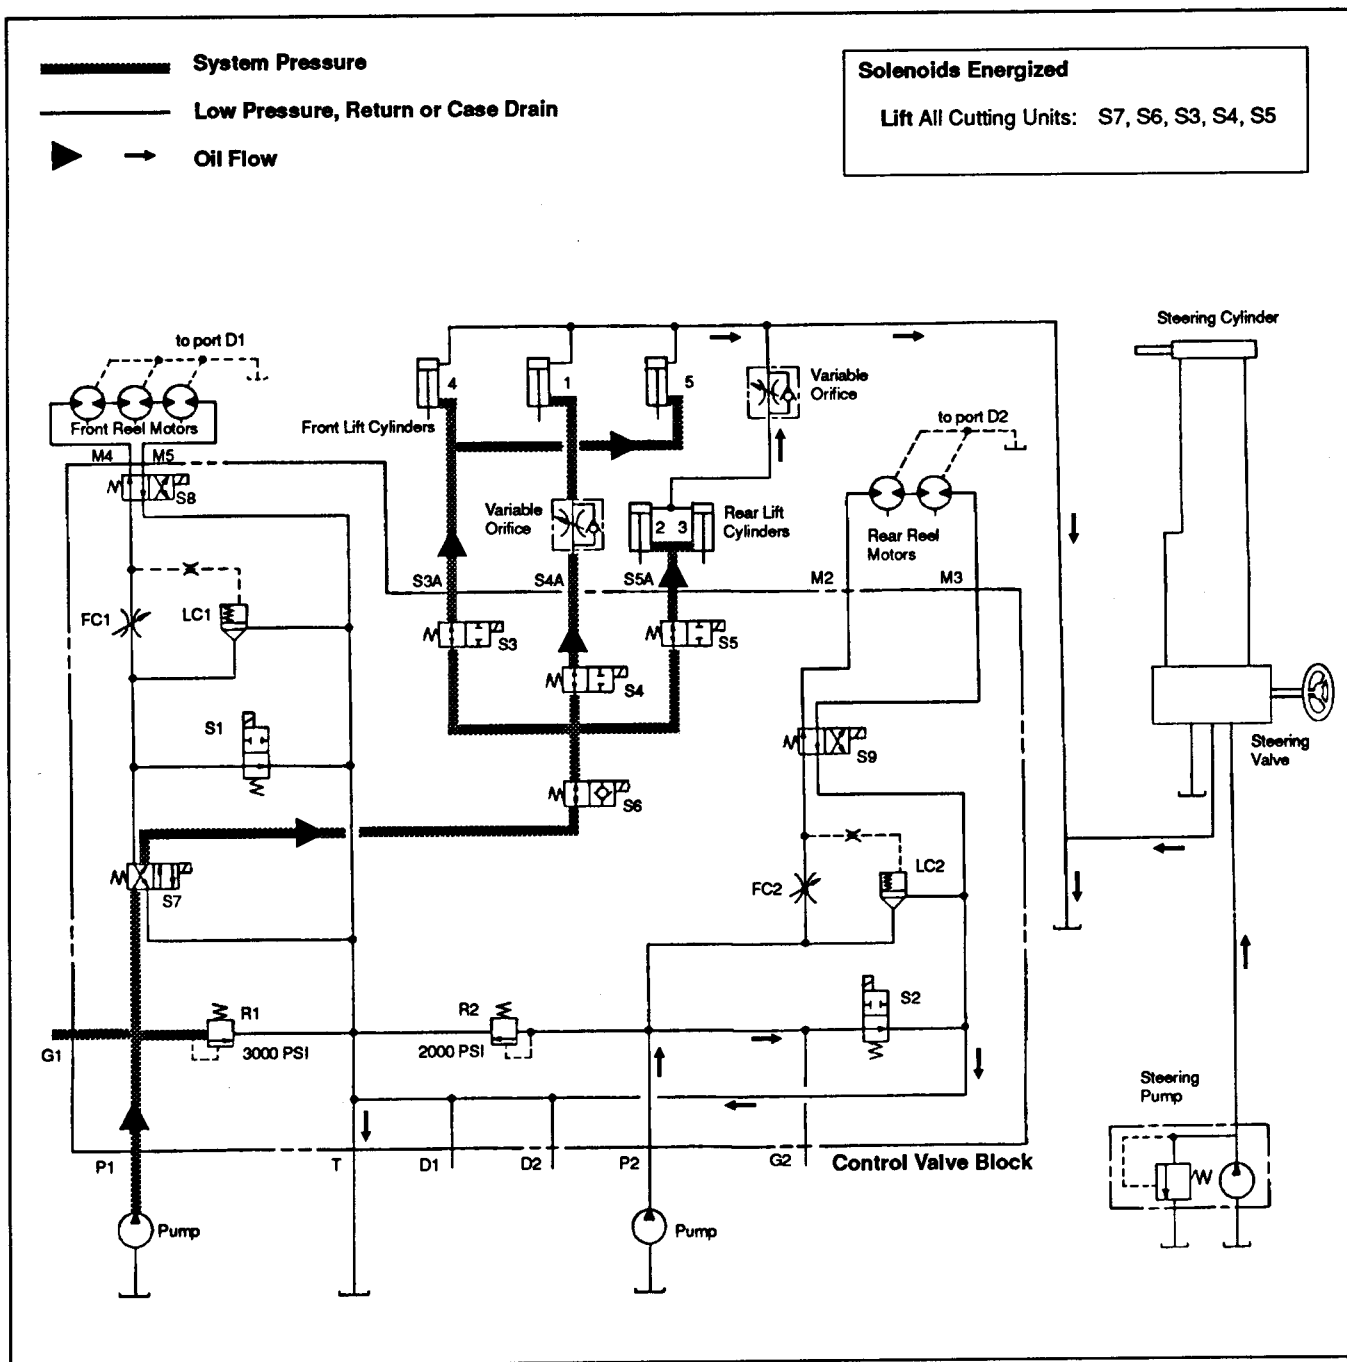 System Pressure
Low Pressure, Return or Case Drain
Oil Flow
Solenoids Energized
Lift All Cutting Units: S7, S6, S3, S4, S5
to port D1
Front Reel Motors
M4
M5
S8
4
1
5
Front Lift Cylinders
Variable
Orifice
Steering Cylinder
to port D2
Variable
Orifice
2
3
Rear Lift
Cylinders
Rear Reel
Motors
S3A
S4A
S5A
M2
M3
FC1
LC1
S3
S4
S5
S1
S6
S9
Steering
Valve
S7
FC2
LC2
R1
3000 PSI
R2
2000 PSI
S2
G1
Steering
Pump
P1
T
D1
D2
P2
G2
Control Valve Block
Pump
Pump